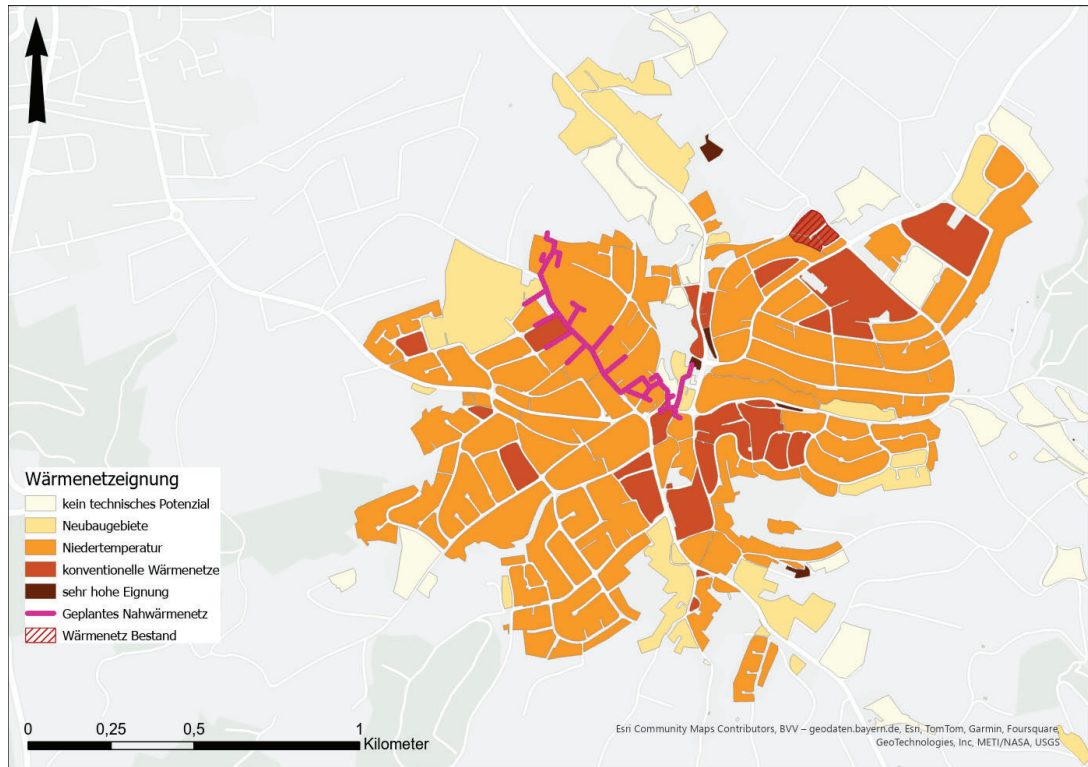 Wärmenetzeignung
kein technisches Potenzial
Neubaugebiete
Niedertemperatur
konventionelle Wärmenetze
sehr hohe Eignung
Geplantes Nahwärmenetz
Wärmenetz Bestand
0 0,25 0,5 1
Kilometer
Esri Community Maps Contributors, BVV – geodaten.bayern.de, Esri, TomTom, Garmin, Foursquare,
GeoTechnologies, Inc, METI/NASA, USGS